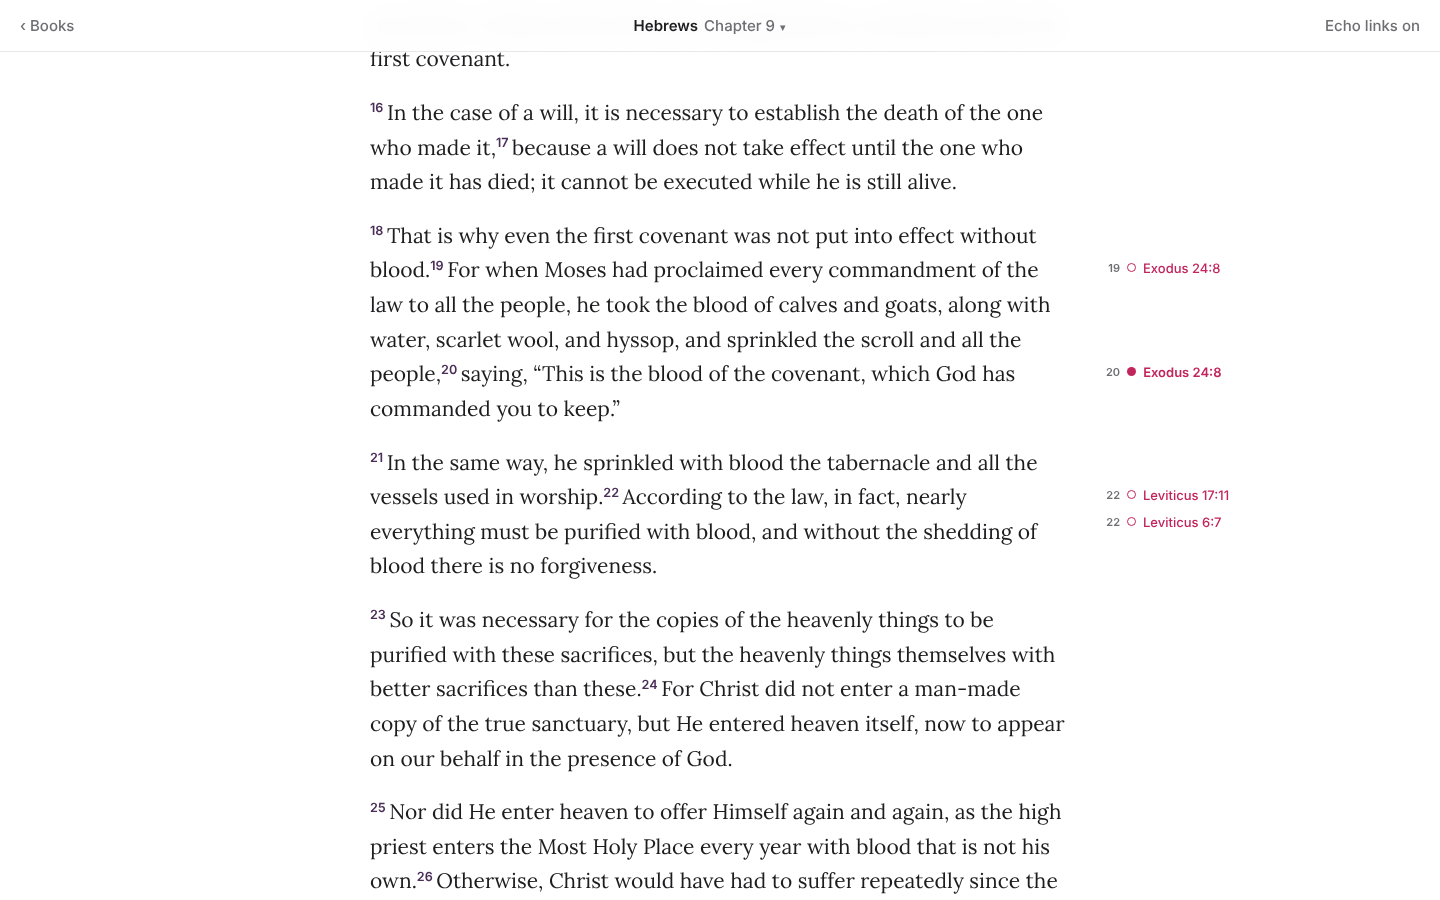 ‹ Books
Hebrews Chapter 9 ▾
Echo links on
first covenant.
16 In the case of a will, it is necessary to establish the death of the one
who made it,17 because a will does not take effect until the one who
made it has died; it cannot be executed while he is still alive.
18 That is why even the first covenant was not put into effect without
blood.19 For when Moses had proclaimed every commandment of the
19 Exodus 24:8
law to all the people, he took the blood of calves and goats, along with
water, scarlet wool, and hyssop, and sprinkled the scroll and all the
people,20 saying, “This is the blood of the covenant, which God has
20 Exodus 24:8
commanded you to keep.”
21 In the same way, he sprinkled with blood the tabernacle and all the
vessels used in worship.22 According to the law, in fact, nearly
22 Leviticus 17:11
22 Leviticus 6:7
everything must be purified with blood, and without the shedding of
blood there is no forgiveness.
23 So it was necessary for the copies of the heavenly things to be
purified with these sacrifices, but the heavenly things themselves with
better sacrifices than these.24 For Christ did not enter a man-made
copy of the true sanctuary, but He entered heaven itself, now to appear
on our behalf in the presence of God.
25 Nor did He enter heaven to offer Himself again and again, as the high
priest enters the Most Holy Place every year with blood that is not his
own.26 Otherwise, Christ would have had to suffer repeatedly since the